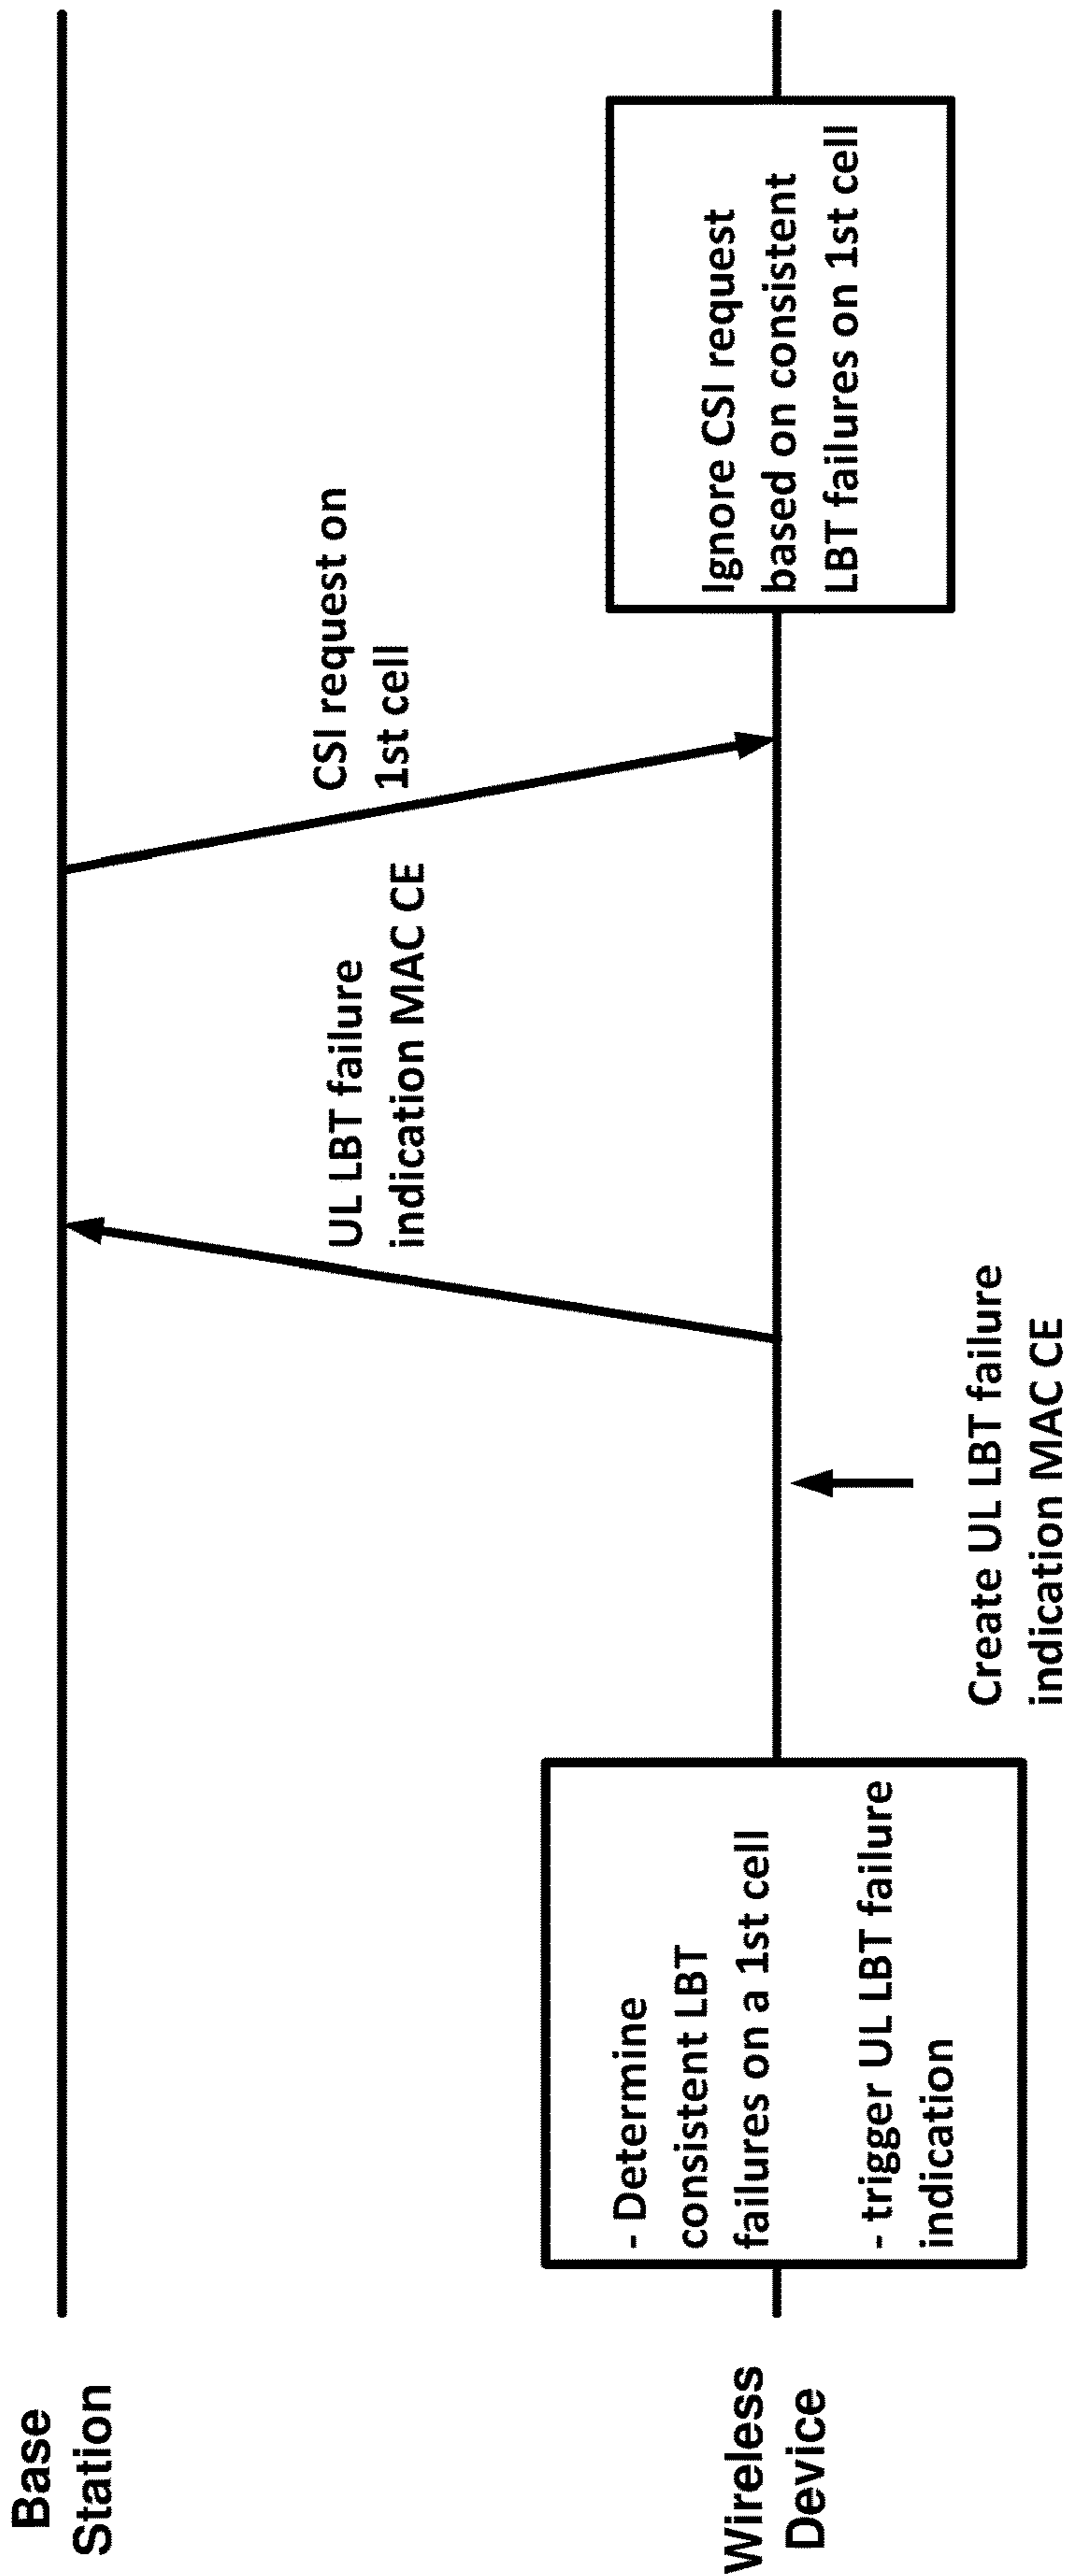 Base
Station
Wireless
Device
- Determine
consistent LBT
failures on a 1st cell
- trigger UL LBT failure
indication
Create UL LBT failure
indication MAC CE
UL LBT failure
indication MAC CE
CSI request on
1st cell
Ignore CSI request
based on consistent
LBT failures on 1st cell